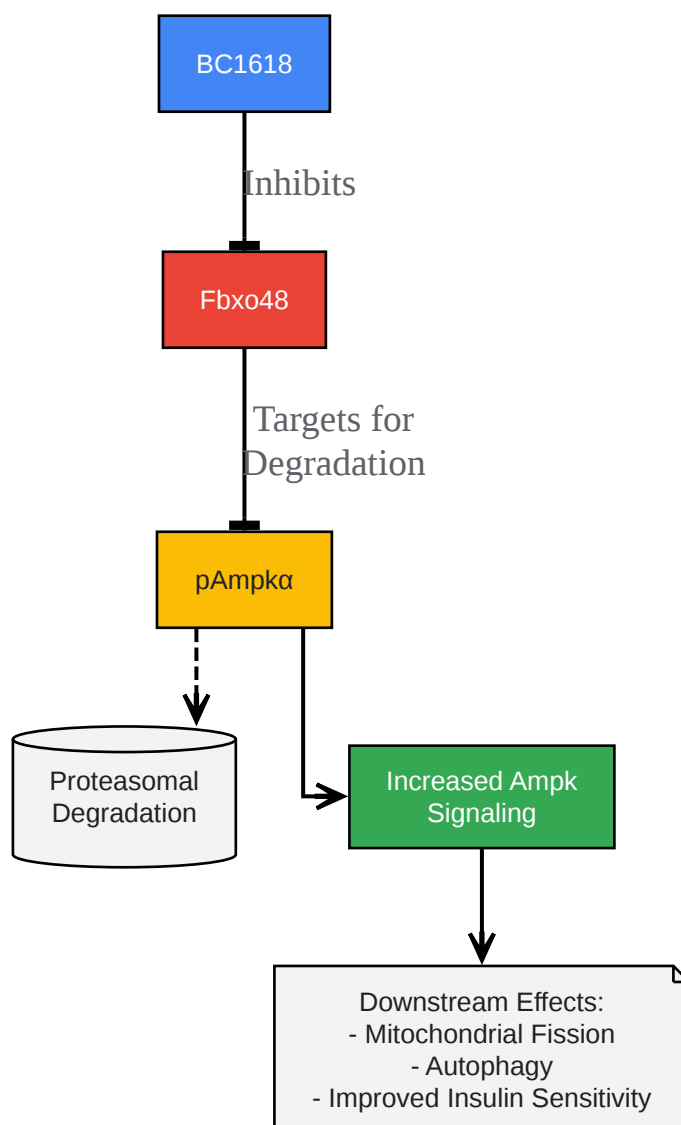 BC1618
Inhibits
Fbxo48
Targets for
Degradation
pAmpkα
Proteasomal
Degradation
Increased Ampk
Signaling
Downstream Effects:
- Mitochondrial Fission
- Autophagy
- Improved Insulin Sensitivity